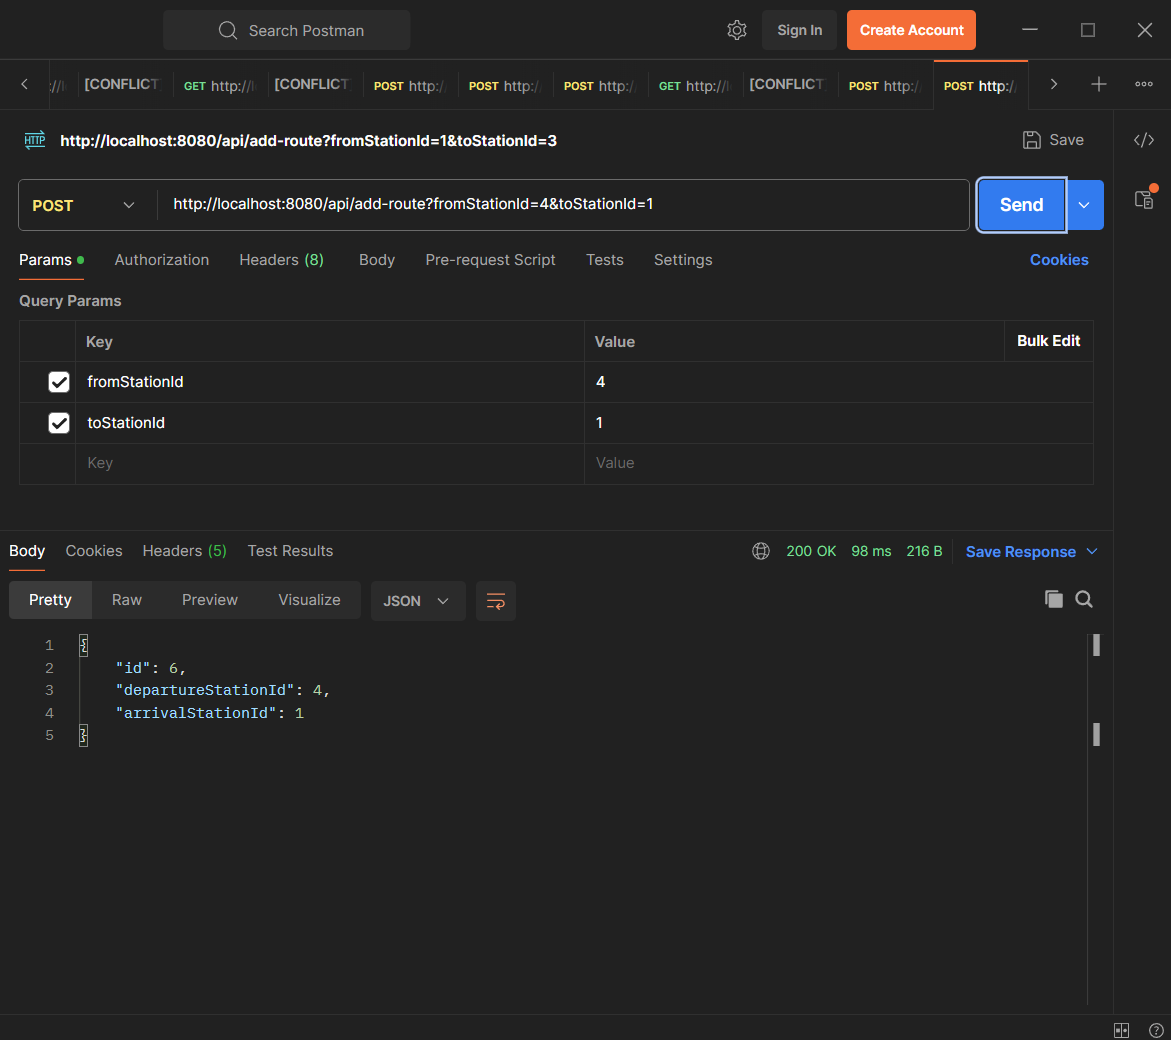 Search Postman
Sign In
Create Account
[CONFLICT
GET http://
[CONFLICT
POST http:/
POST http:/
POST http:/
GET http://
[CONFLICT
POST http:/
POST http:/
HTTP http://localhost:8080/api/add-route?fromStationId=1&toStationId=3
Save
</>
POST
http://localhost:8080/api/add-route?fromStationId=4&toStationId=1
Send
Params Authorization Headers (8) Body Pre-request Script Tests Settings Cookies
Query Params
Key Value Bulk Edit
fromStationId 4
toStationId 1
Key Value
Body Cookies Headers (5) Test Results 200 OK 98 ms 216 B Save Response
Pretty Raw Preview Visualize JSON
1 {
2 "id": 6,
3 "departureStationId": 4,
4 "arrivalStationId": 1
5 }